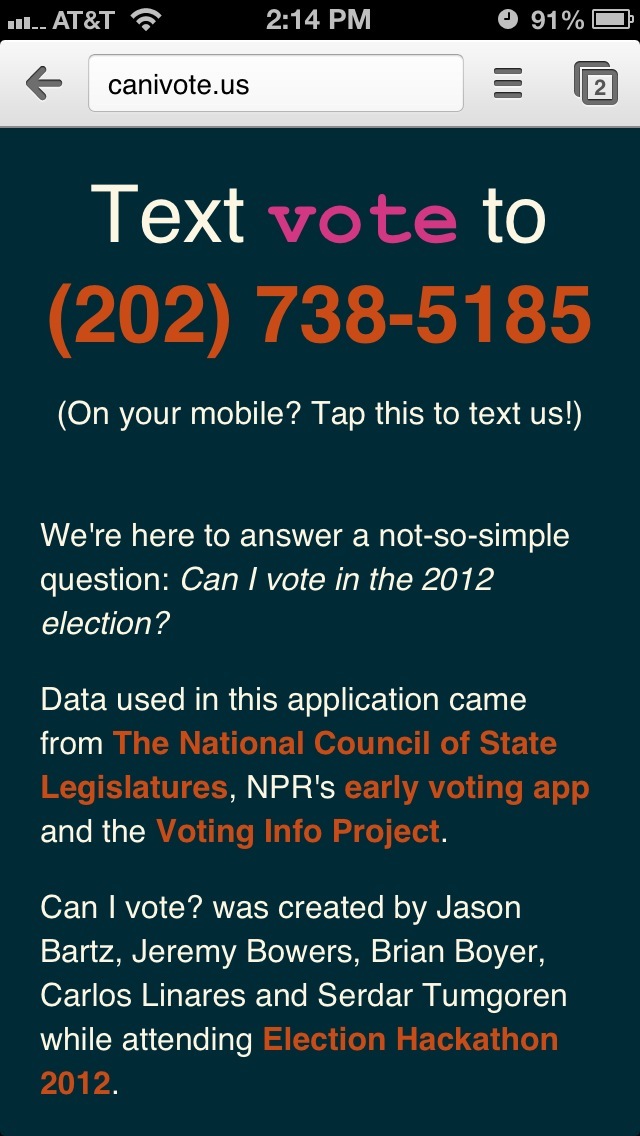 AT&T 2:14 PM 91%
canivote.us 2
Text vote to
(202) 738-5185
(On your mobile? Tap this to text us!)
We're here to answer a not-so-simple
question: Can I vote in the 2012
election?
Data used in this application came
from The National Council of State
Legislatures, NPR's early voting app
and the Voting Info Project.
Can I vote? was created by Jason
Bartz, Jeremy Bowers, Brian Boyer,
Carlos Linares and Serdar Tumgoren
while attending Election Hackathon
2012.